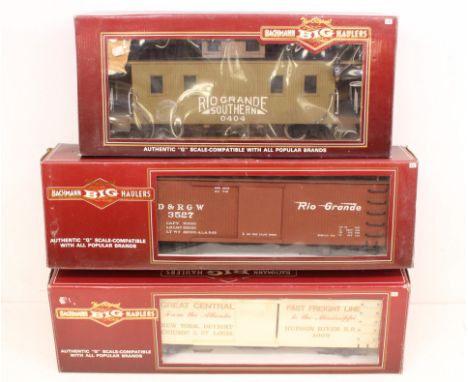 The Original
BACHMANN BIG HAULERS
RIO GRANDE
SOUTHERN
0404
AUTHENTIC "G" SCALE-COMPATIBLE WITH ALL POPULAR BRANDS
BACHMANN BIG HAULERS
AUTHENTIC "G" SCALE-COMPATIBLE
WITH ALL POPULAR BRANDS
D & R G W
3527
Rio Grande
BACHMANN BIG HAULERS
The Original
BACHMANN BIG HAULERS
AUTHENTIC "G" SCALE-COMPATIBLE
WITH ALL POPULAR BRANDS
GREAT CENTRAL
From the Atlantic
NEW YORK, DETROIT
CHICAGO & ST. LOUIS
FAST FREIGHT LINE
to the Mississippi
HUDSON RIVER R.R.